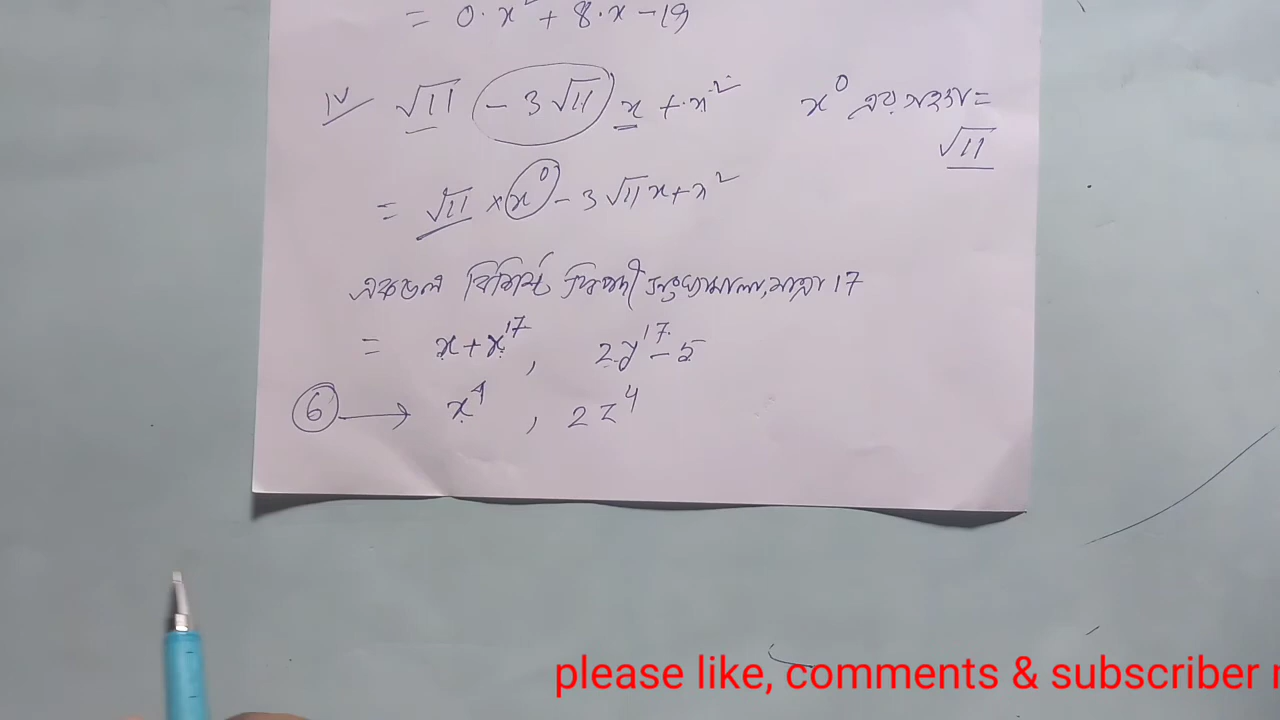 = 0·x² + 8·x – 19
iv √11 – 3√11 x + x² x⁰ এর সহগ =
√11
= √11 × x⁰ – 3√11x + x²
একচল বিশিষ্ট দ্বিপদী সংখ্যামালা, মাত্রা 17
= x + x¹⁷, 2y¹⁷ – 5
6 → x⁴, 2z⁴
please like, comments & subscriber